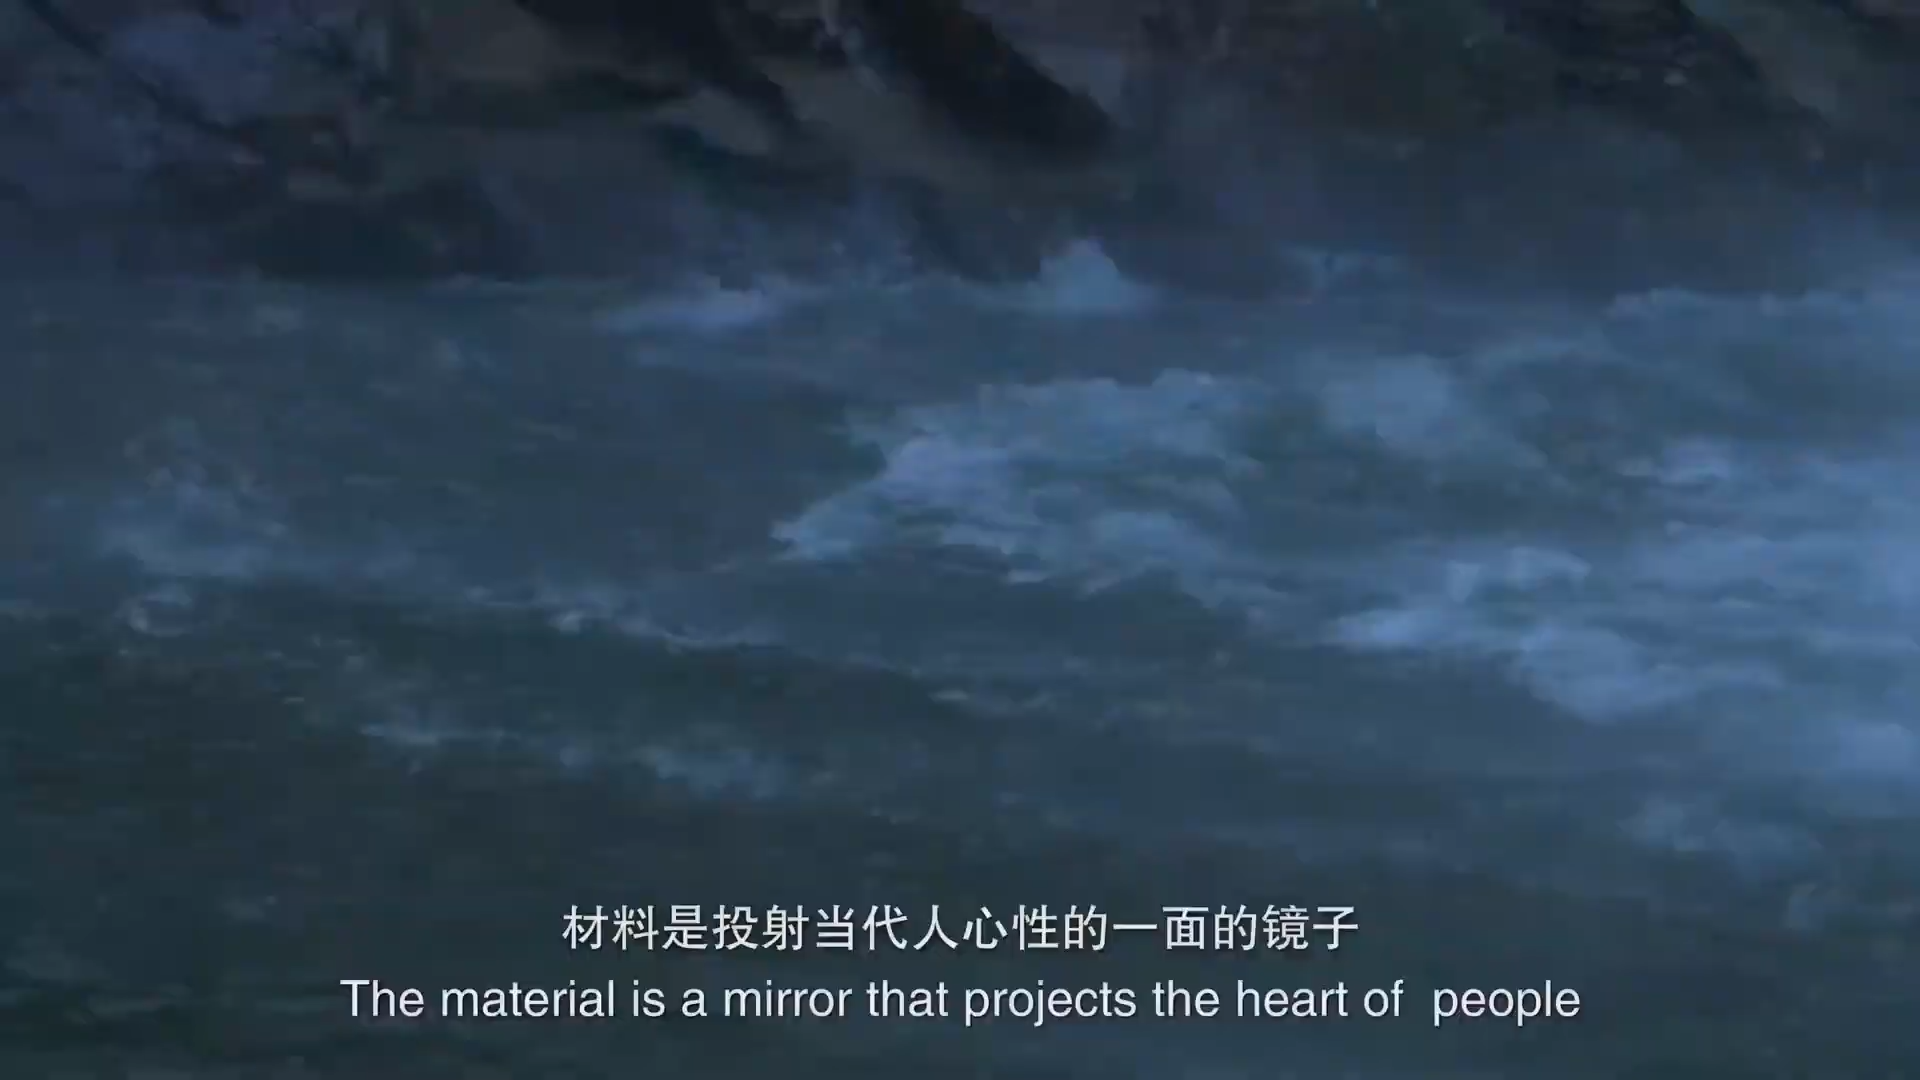 材料是投射当代人心性的一面的镜子
The material is a mirror that projects the heart of  people